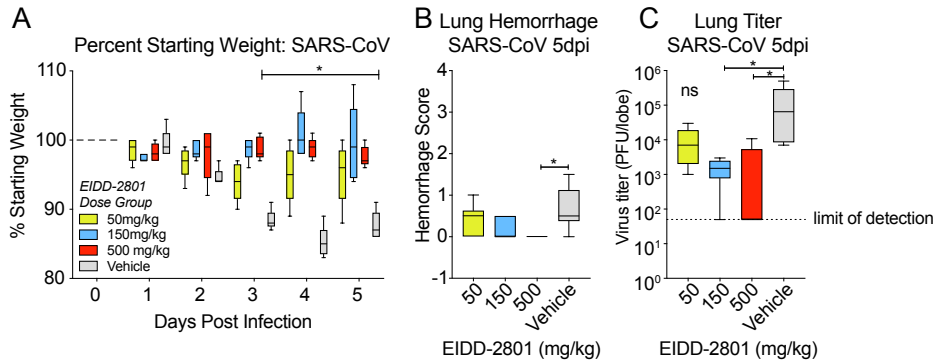 A
Percent Starting Weight: SARS-CoV
*
% Starting Weight
110
100
90
80
EIDD-2801
Dose Group
50mg/kg
150mg/kg
500 mg/kg
Vehicle
0 1 2 3 4 5
Days Post Infection
B
Lung Hemorrhage
SARS-CoV 5dpi
Hemorrhage Score
4
3
2
1
0
-1
*
50 150 500 Vehicle
EIDD-2801 (mg/kg)
C
Lung Titer
SARS-CoV 5dpi
Virus titer (PFU/lobe)
10⁶
10⁵
10⁴
10³
10²
10¹
10⁰
ns
*
*
limit of detection
50 150 500 Vehicle
EIDD-2801 (mg/kg)